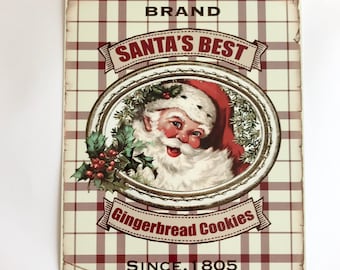 BRAND
SANTA'S BEST
Gingerbread Cookies
SINCE.1805